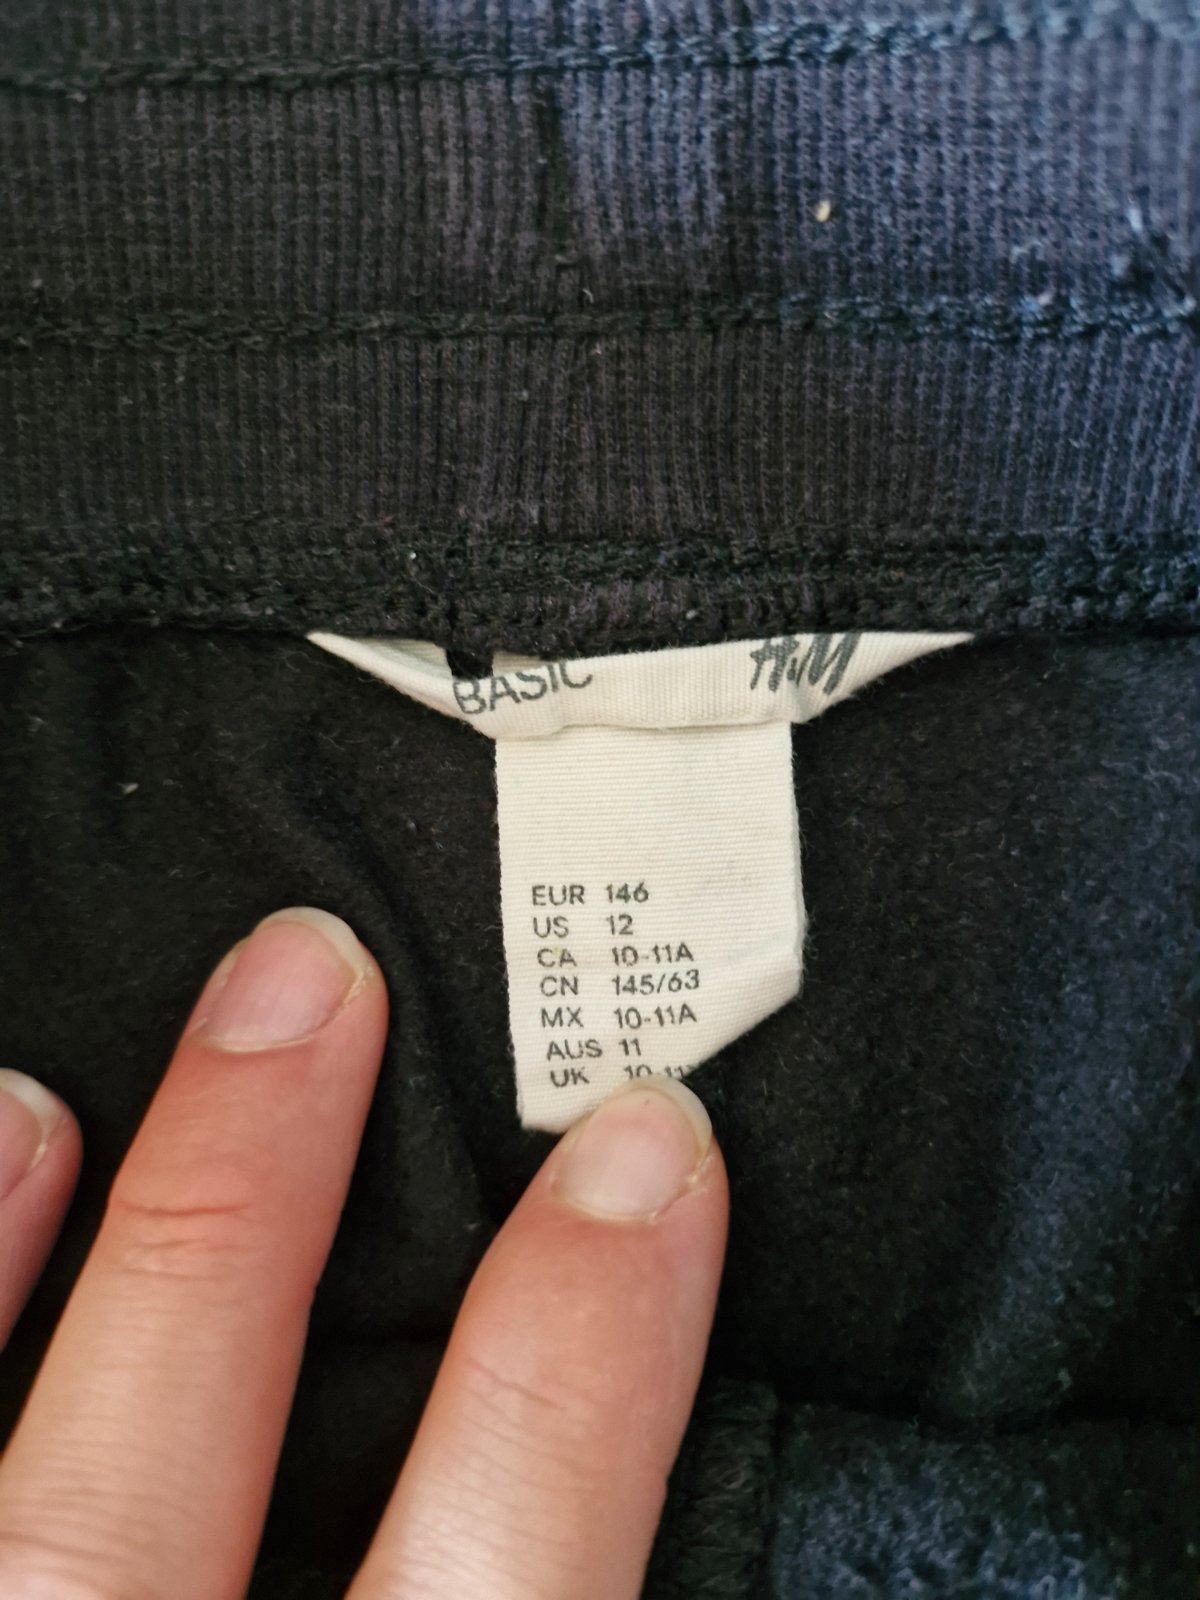 BASIC H&M
EUR 146
US 12
CA 10-11A
CN 145/63
MX 10-11A
AUS 11
UK